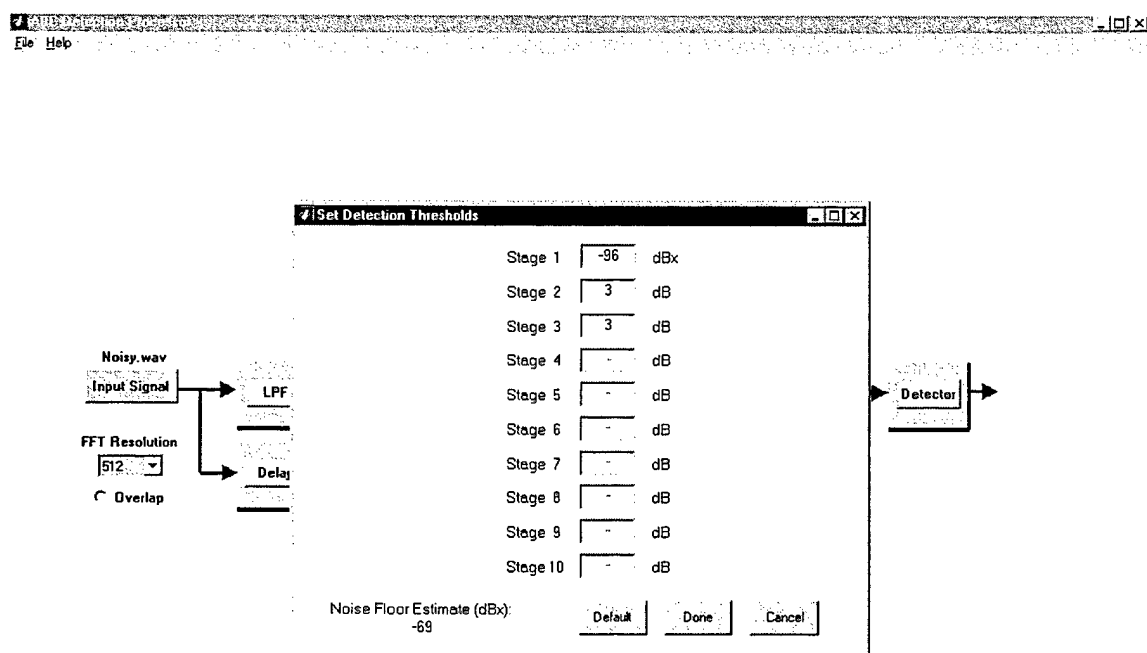 File Help
Set Detection Thresholds
Stage 1 -96 dBx
Stage 2 3 dB
Stage 3 3 dB
Stage 4 - dB
Stage 5 - dB
Stage 6 - dB
Stage 7 - dB
Stage 8 - dB
Stage 9 - dB
Stage 10 - dB
Noise Floor Estimate (dBx):
-69
Default Done Cancel
Noisy.wav
Input Signal
FFT Resolution
512
Overlap
LPF
Delay
Detector